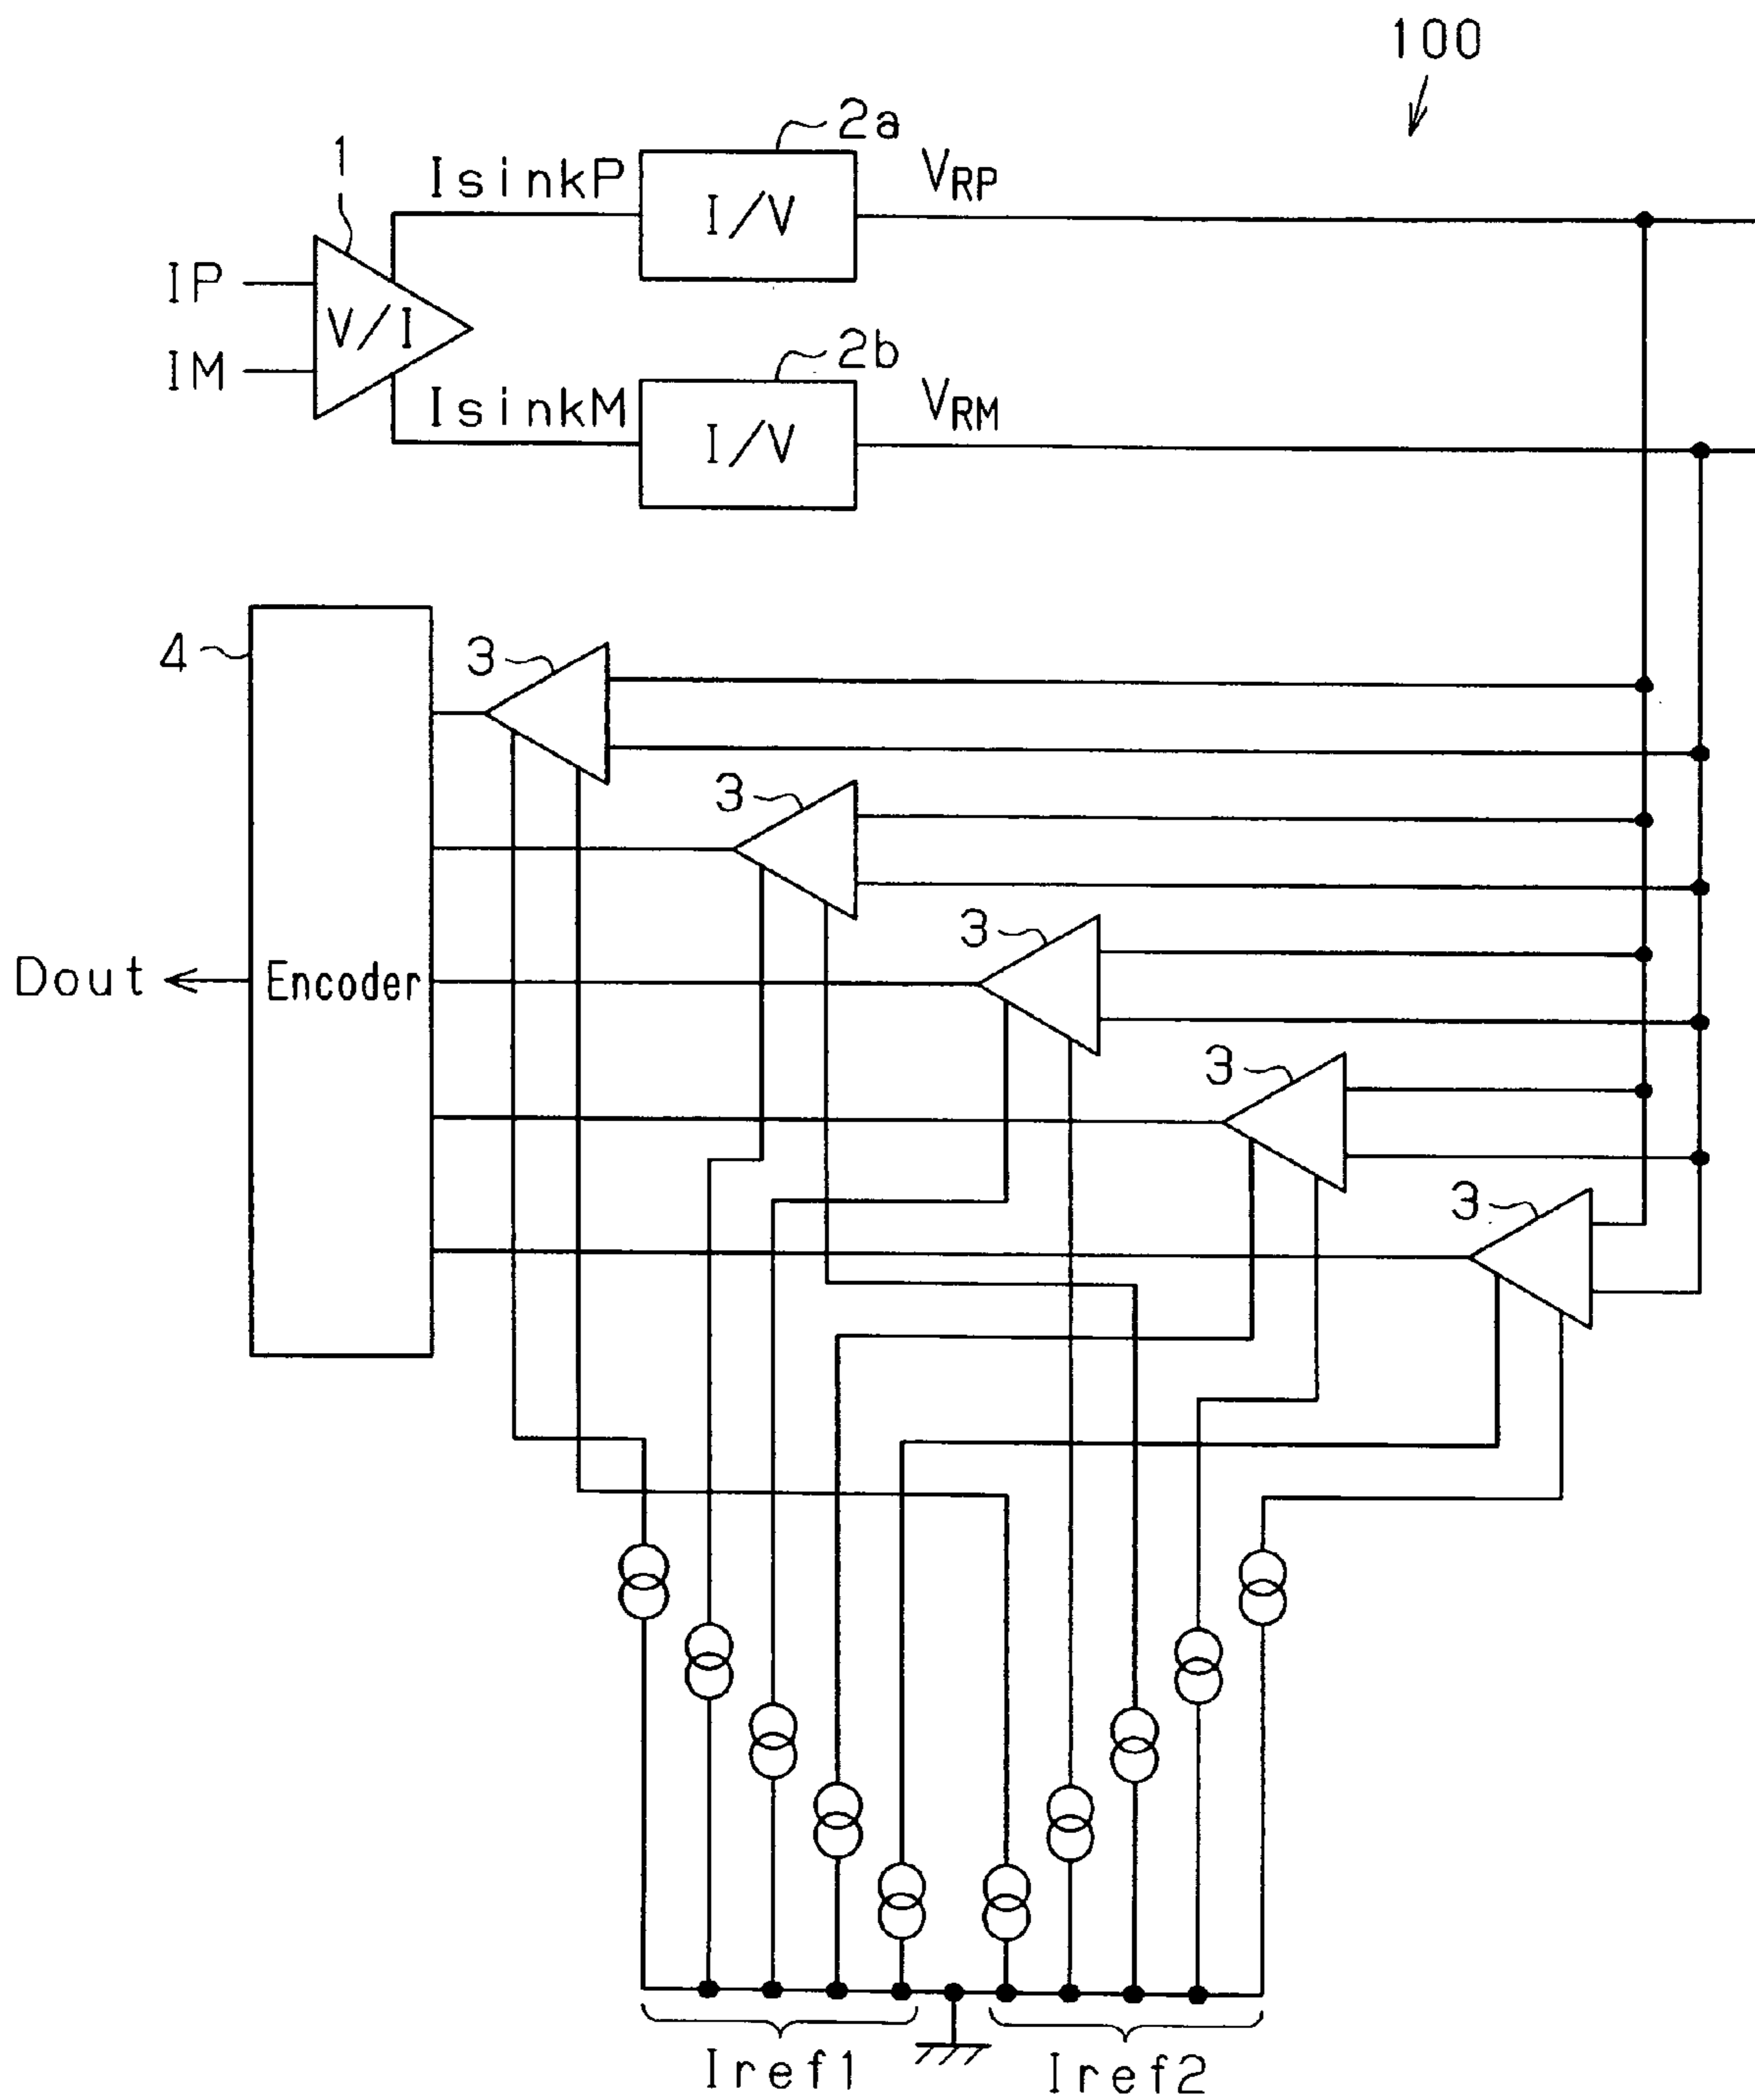 100
1
IsinkP
2a
I/V
VRP
IP
V/I
IM
IsinkM
2b
I/V
VRM
4
3
3
3
Dout
Encoder
3
3
Iref1
Iref2